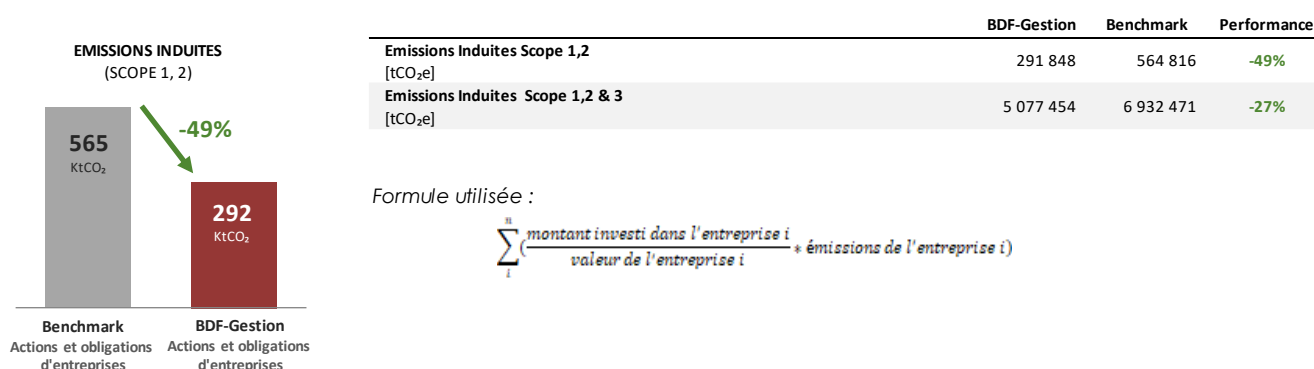 EMISSIONS INDUITES
(SCOPE 1, 2)
565
KtCO₂
-49%
292
KtCO₂
Benchmark
Actions et obligations
d'entreprises
BDF-Gestion
Actions et obligations
d'entreprises
BDF-Gestion Benchmark Performance
Emissions Induites Scope 1,2
[tCO₂e] 291 848 564 816 -49%
Emissions Induites Scope 1,2 & 3
[tCO₂e] 5 077 454 6 932 471 -27%
Formule utilisée :
n
∑(montant investi dans l'entreprise i
valeur de l'entreprise i * émissions de l'entreprise i)
i